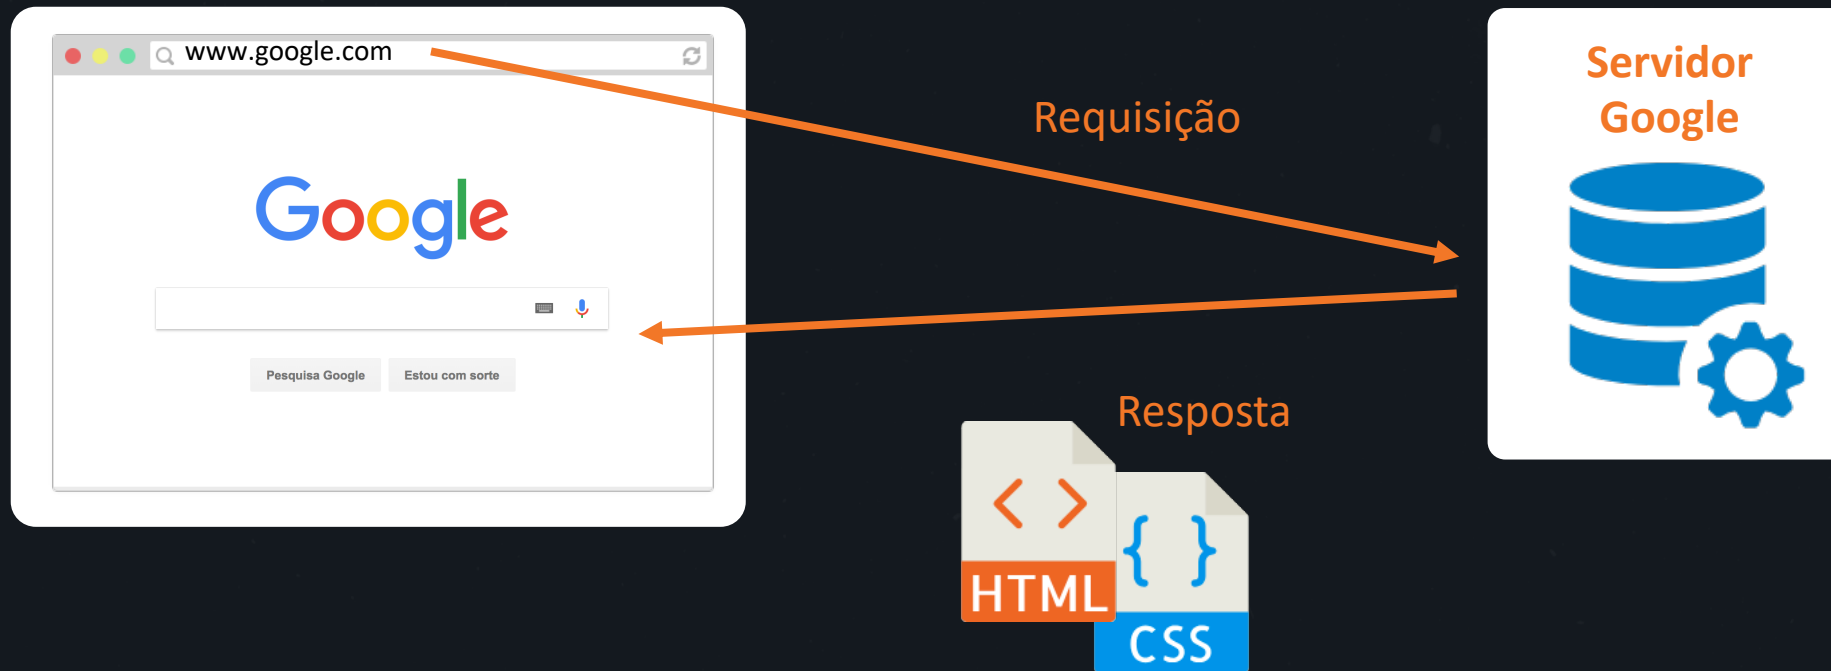 www.google.com
Google
Pesquisa Google
Estou com sorte
Requisição
Resposta
HTML
CSS
Servidor
Google